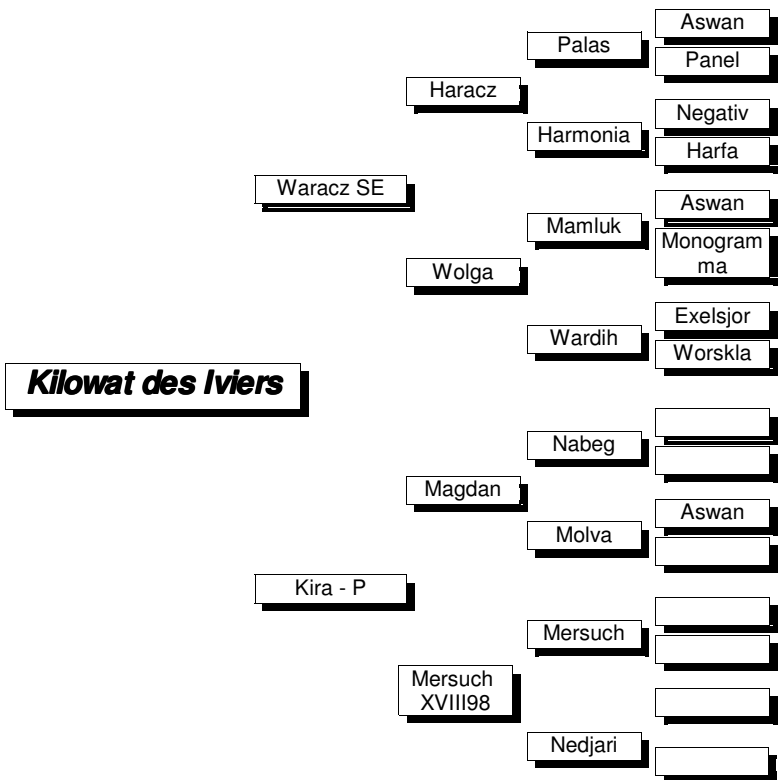 Aswan
Palas
Panel
Haracz
Negativ
Harmonia
Harfa
Waracz SE
Aswan
Mamluk
Monogram
ma
Wolga
Exelsjor
Wardih
Worskla
Kilowat des Iviers
Nabeg
Magdan
Aswan
Molva
Kira - P
Mersuch
Mersuch
XVIII98
Nedjari